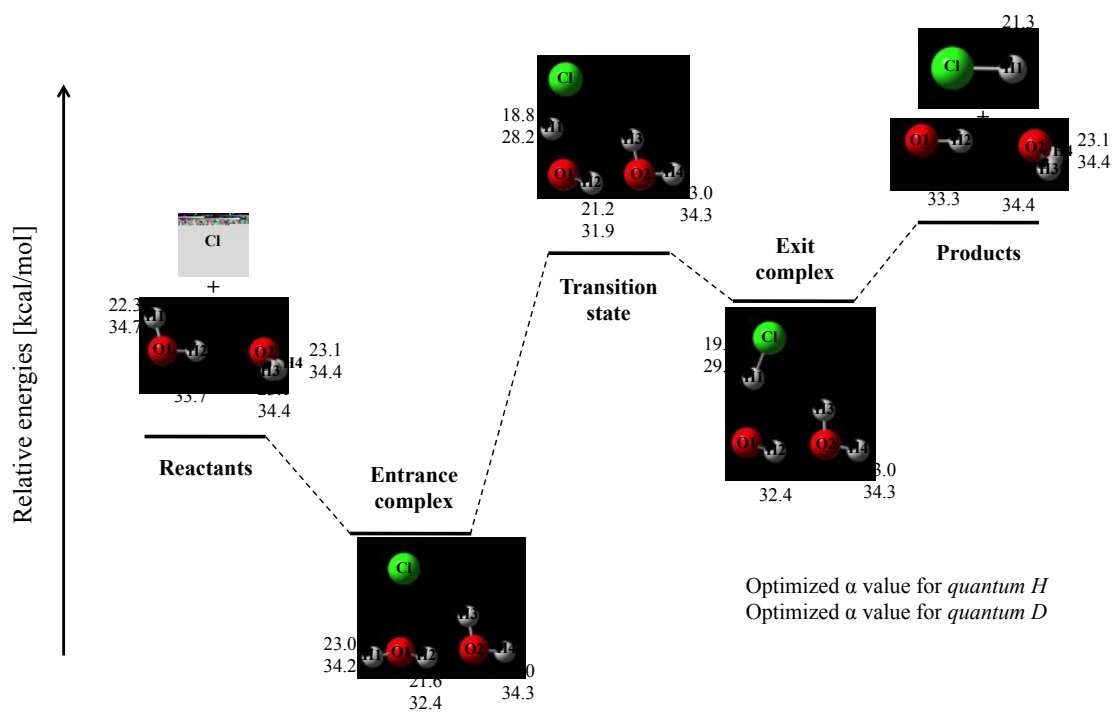 Relative energies [kcal/mol]
Cl
+
22.3
34.7
H1
O1
H2
O2
H3
H4
23.1
34.4
33.7
34.4
Reactants
Entrance
complex
Cl
H3
23.0
34.2
H1
O1
H2
O2
H4
21.6
32.4
34.3
Cl
18.8
28.2
H1
H3
O1
H2
O2
H4
21.2
31.9
34.3
Transition
state
Exit
complex
Cl
H1
H3
O1
H2
O2
H4
32.4
34.3
21.3
Cl
H1
+
O1
H2
O2
H4
H3
23.1
34.4
33.3
34.4
Products
Optimized α value for quantum H
Optimized α value for quantum D